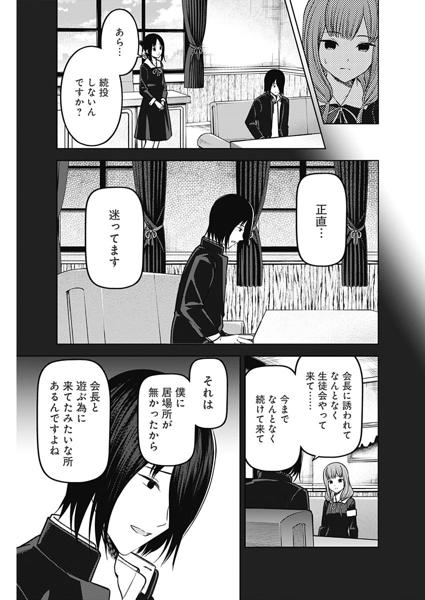 あら…
続投
しないん
ですか？
正直…
迷ってます
会長に誘われて
なんとなく
生徒会やって
来て……
今まで
なんとなく
続けて来て
それは
僕に
居場所が
無かったから
会長と
遊ぶ為に
来てたみたいな所
あるんですよね